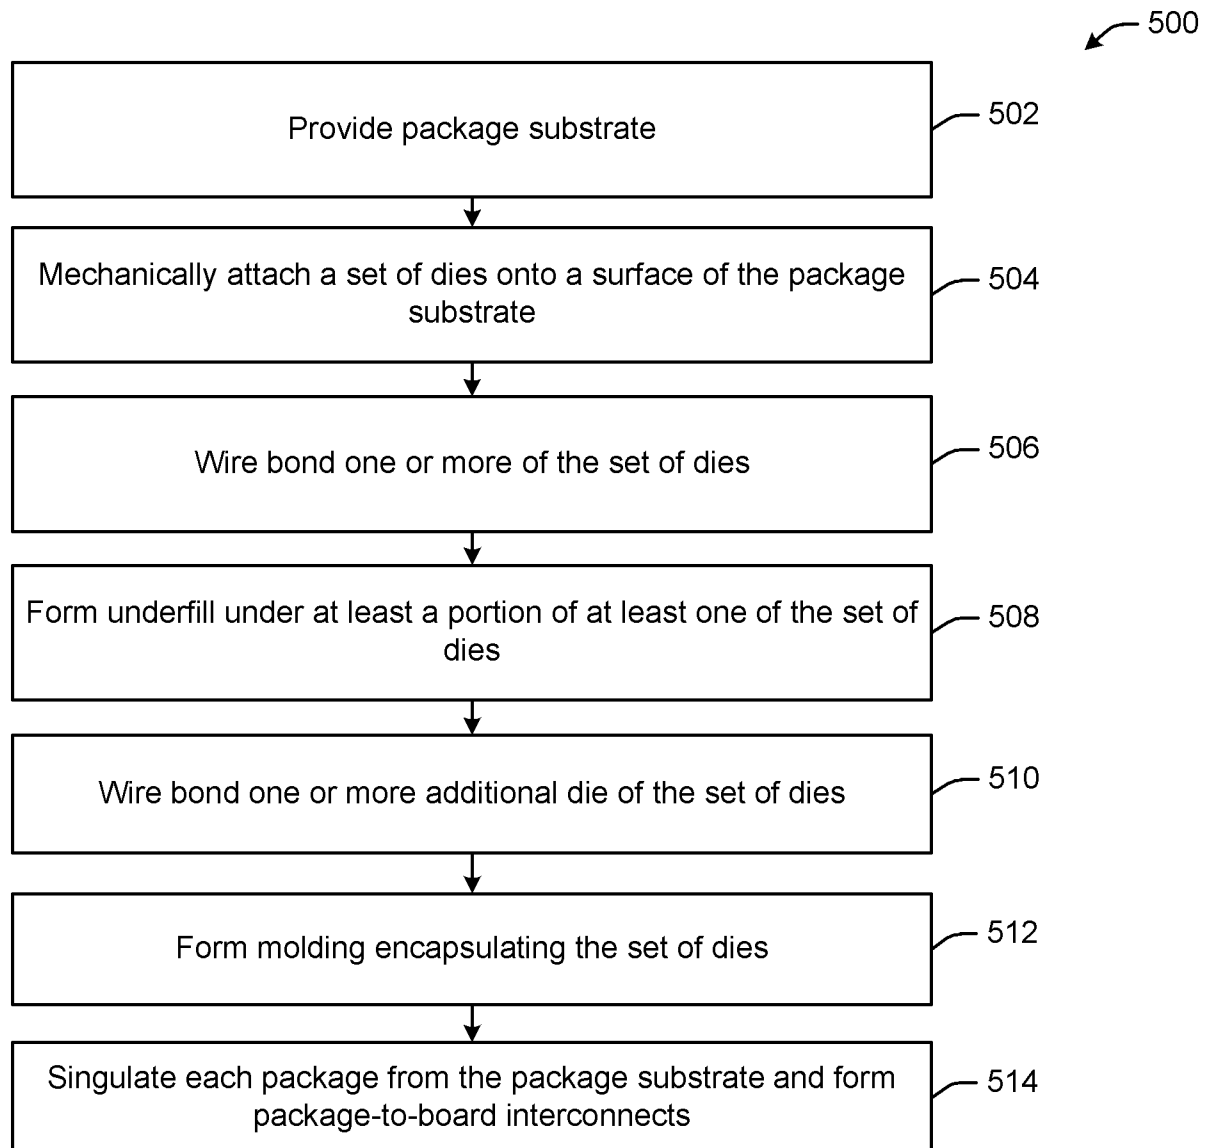 500
Provide package substrate
502
Mechanically attach a set of dies onto a surface of the package
substrate
504
Wire bond one or more of the set of dies
506
Form underfill under at least a portion of at least one of the set of
dies
508
Wire bond one or more additional die of the set of dies
510
Form molding encapsulating the set of dies
512
Singulate each package from the package substrate and form
package-to-board interconnects
514